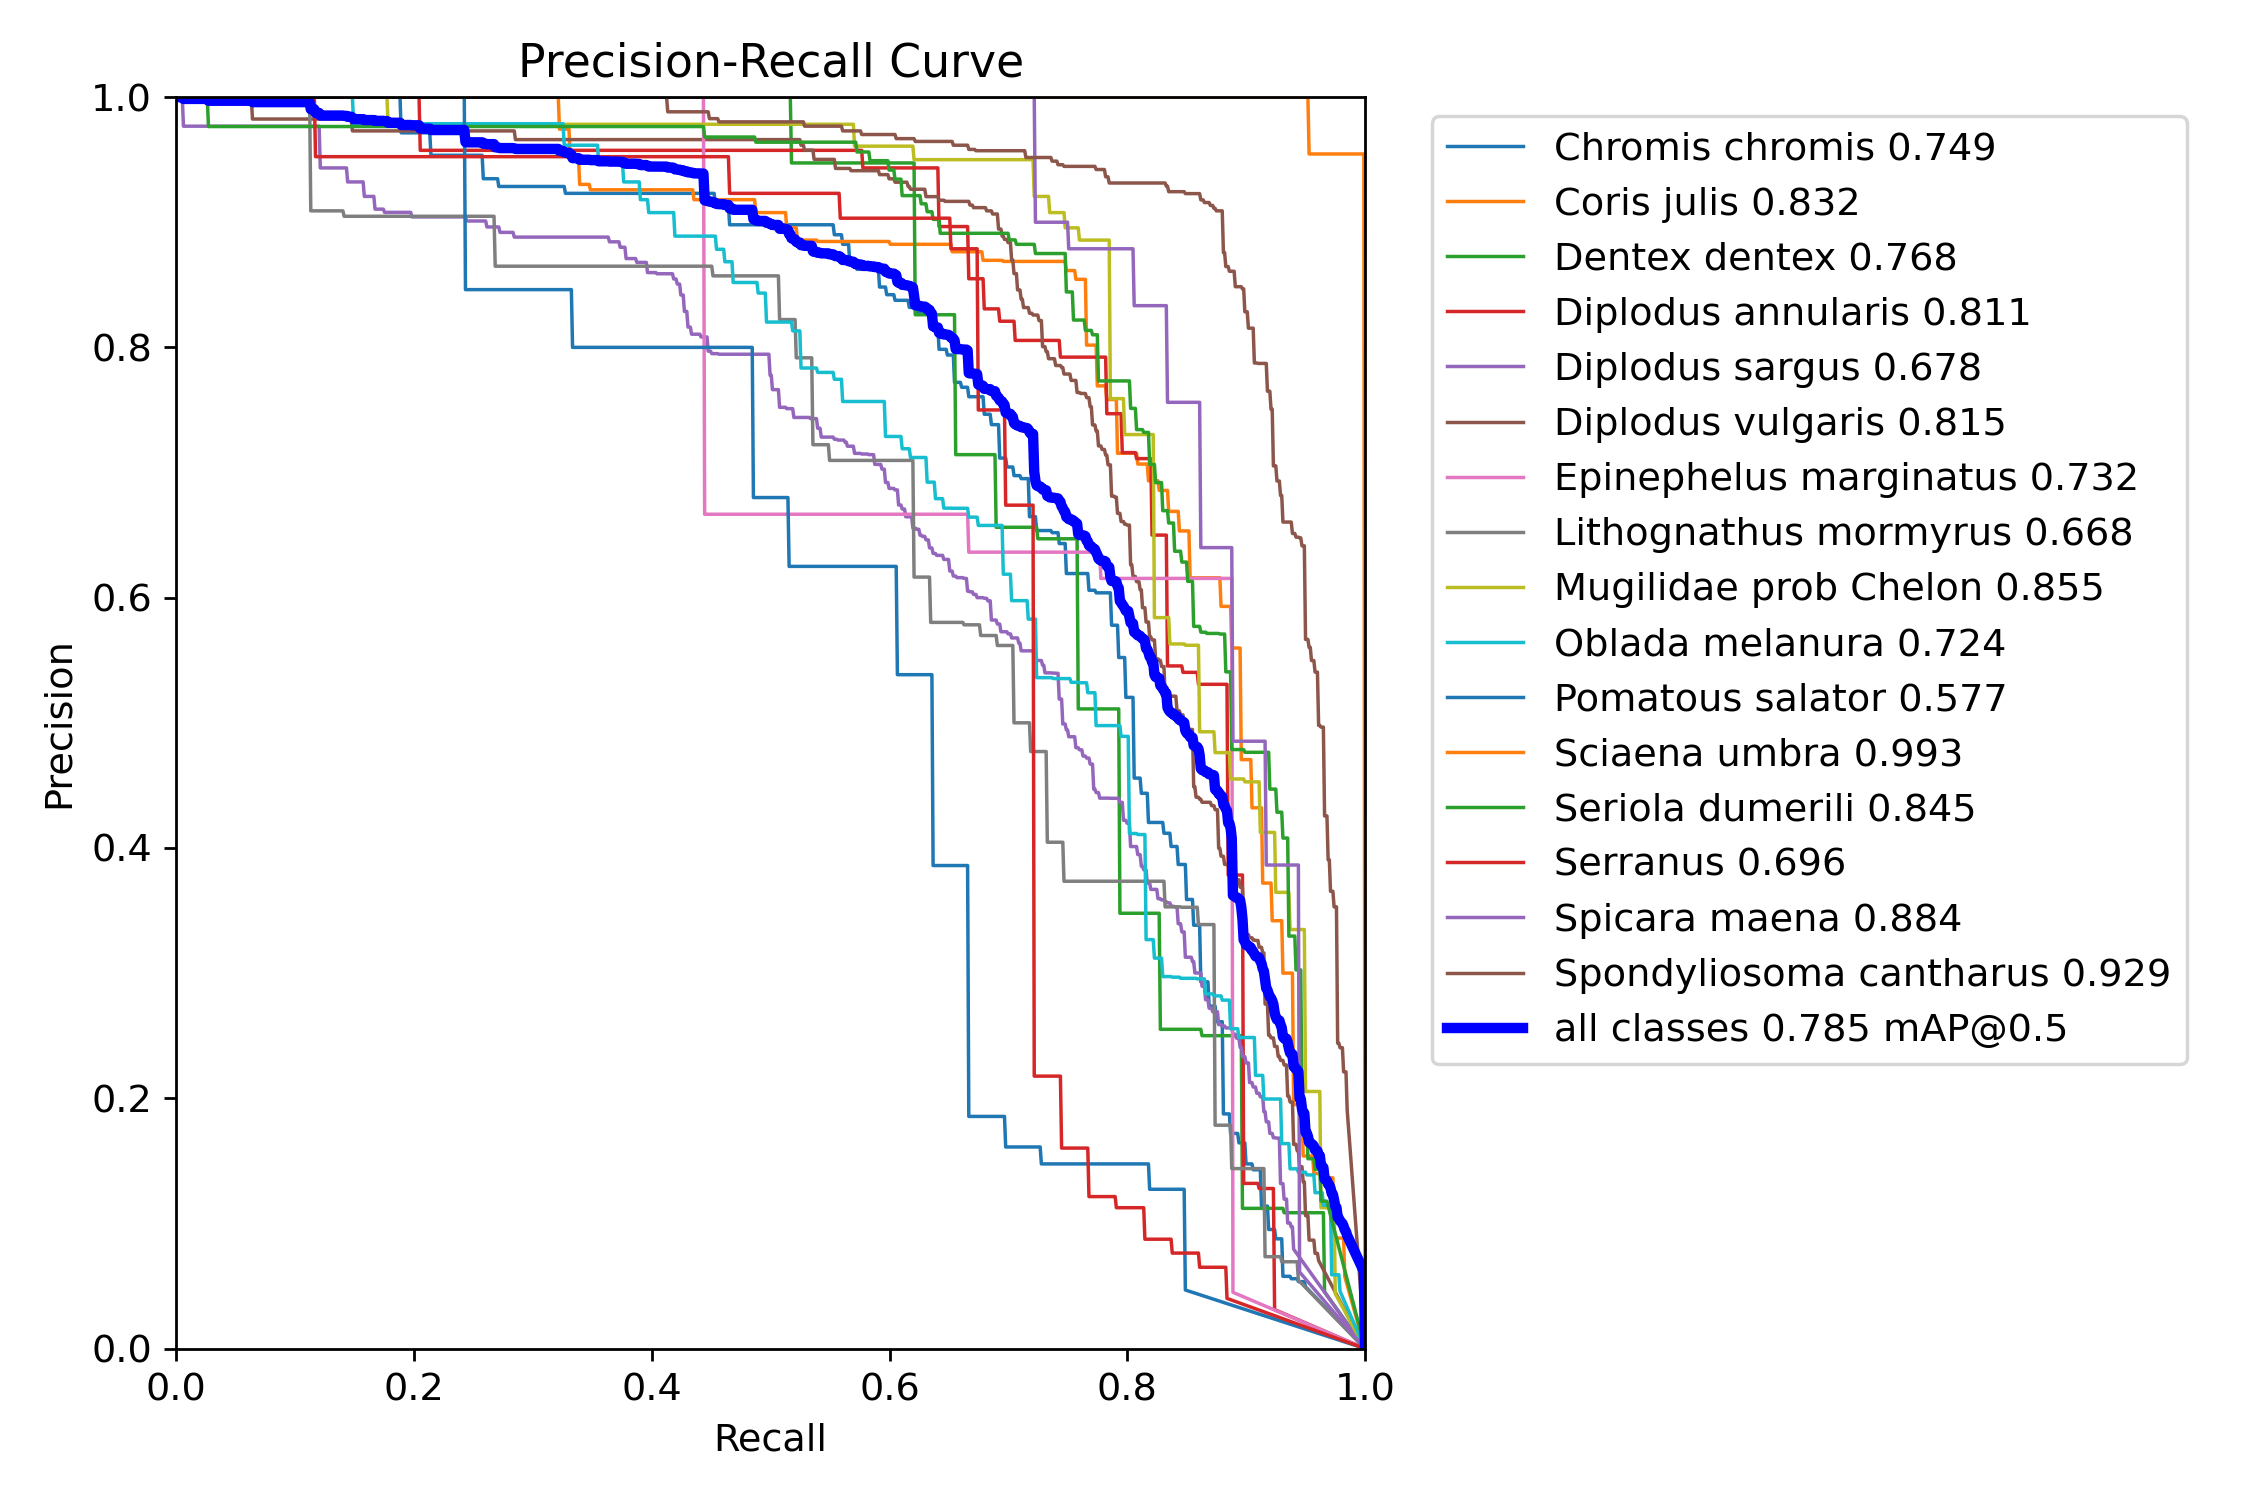 Precision-Recall Curve
1.0
0.8
0.6
0.4
0.2
0.0
Precision
0.0 0.2 0.4 0.6 0.8 1.0
Recall
Chromis chromis 0.749
Coris julis 0.832
Dentex dentex 0.768
Diplodus annularis 0.811
Diplodus sargus 0.678
Diplodus vulgaris 0.815
Epinephelus marginatus 0.732
Lithognathus mormyrus 0.668
Mugilidae prob Chelon 0.855
Oblada melanura 0.724
Pomatous salator 0.577
Sciaena umbra 0.993
Seriola dumerili 0.845
Serranus 0.696
Spicara maena 0.884
Spondyliosoma cantharus 0.929
all classes 0.785 mAP@0.5